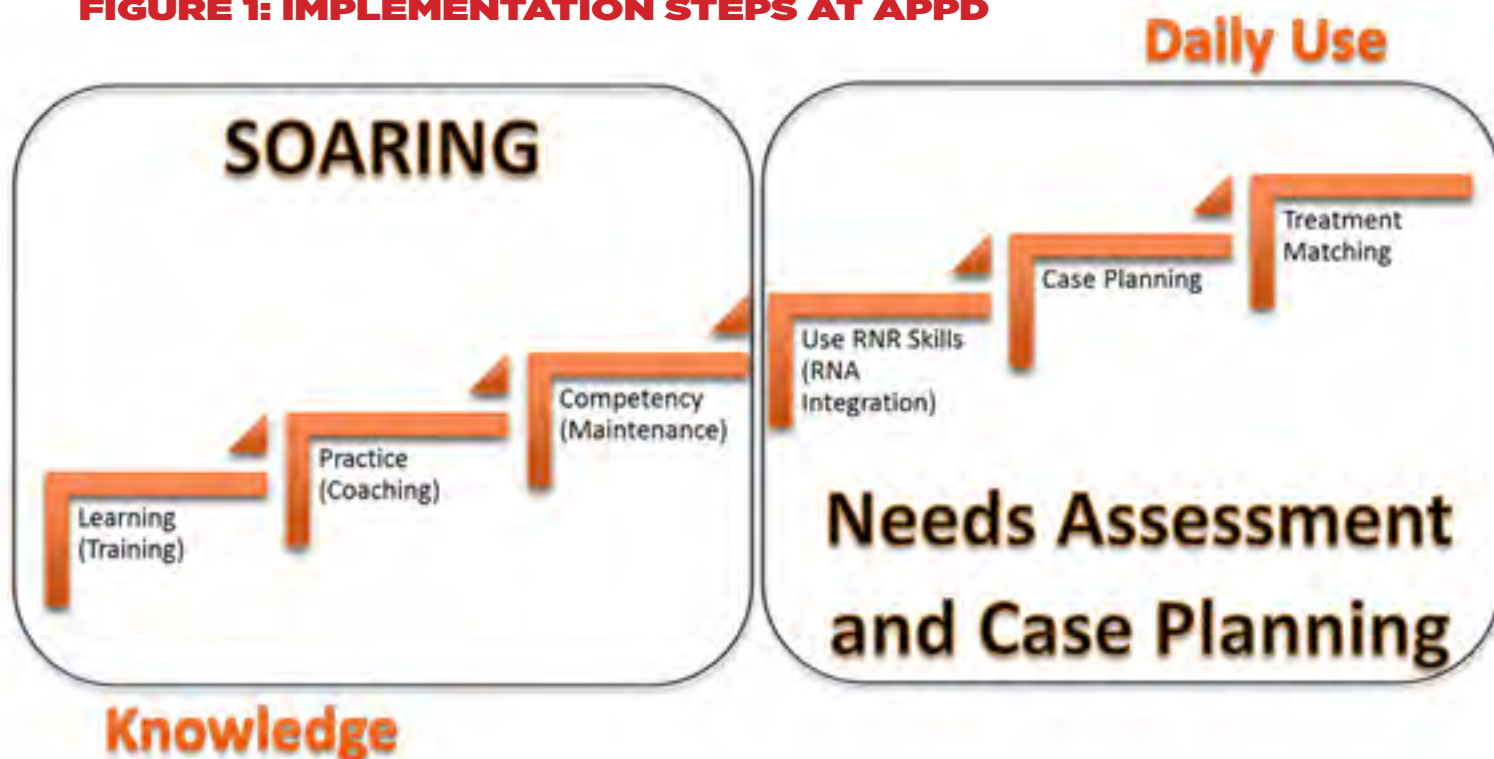 FIGURE 1: IMPLEMENTATION STEPS AT APPD
Daily Use
SOARING
Learning
(Training)
Practice
(Coaching)
Competency
(Maintenance)
Use RNR Skills
(RNA
Integration)
Case Planning
Treatment
Matching
Needs Assessment
and Case Planning
Knowledge